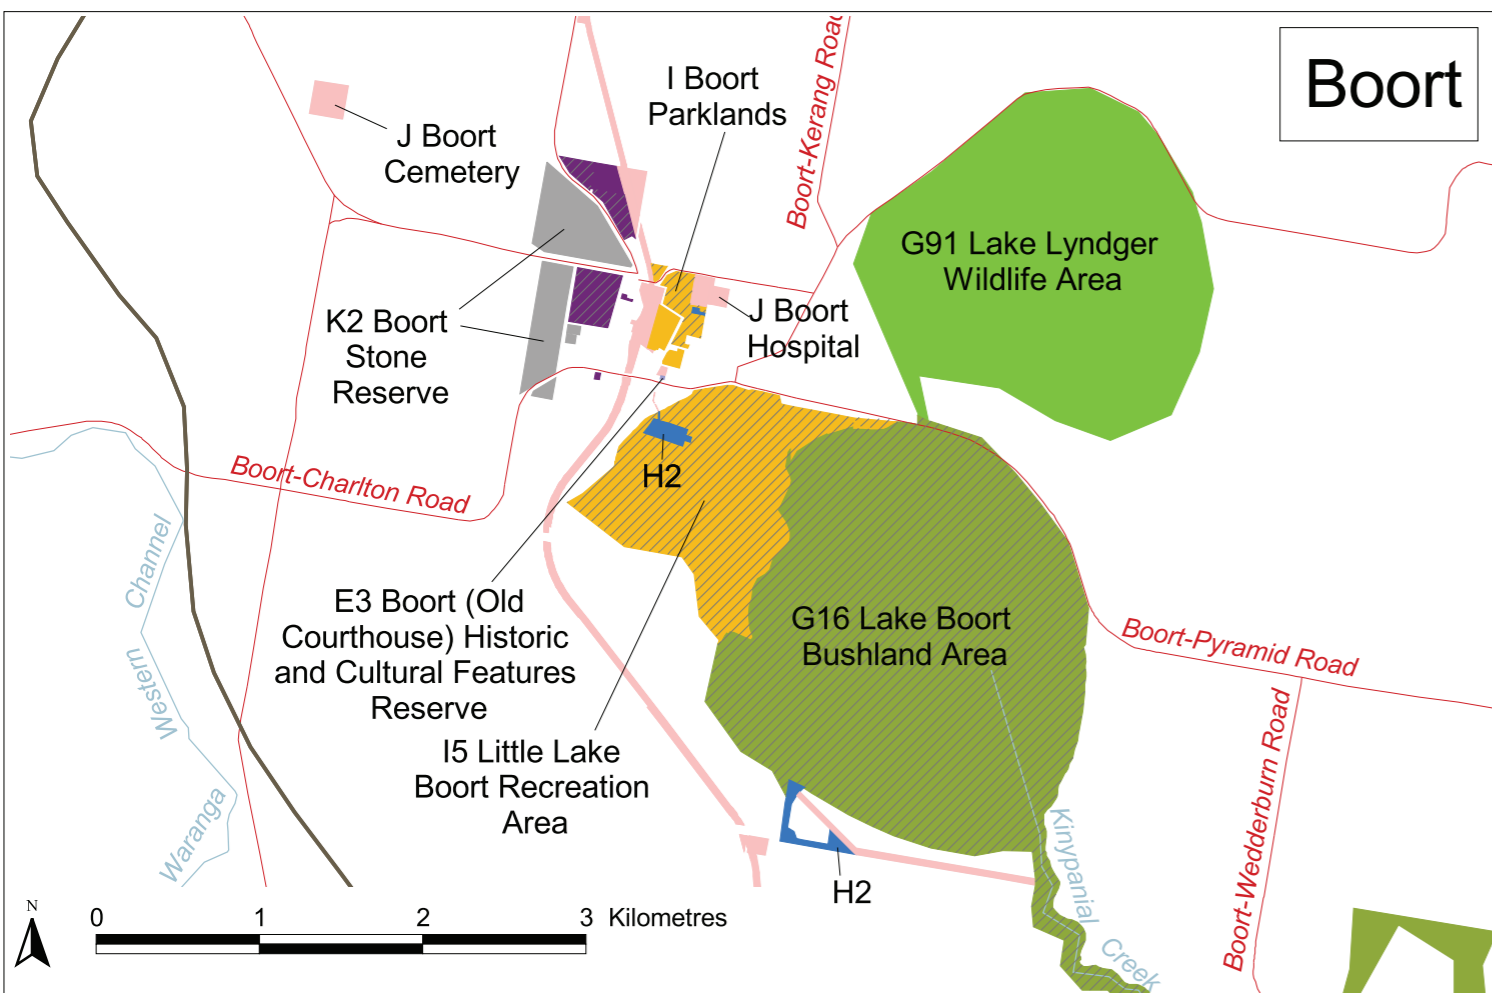 Boort
I Boort
Parklands
Boort-Kerang Road
J Boort
Cemetery
G91 Lake Lyndger
Wildlife Area
K2 Boort
Stone
Reserve
J Boort
Hospital
H2
Boort-Charlton Road
E3 Boort (Old
Courthouse) Historic
and Cultural Features
Reserve
G16 Lake Boort
Bushland Area
Boort-Pyramid Road
I5 Little Lake
Boort Recreation
Area
Waranga Western Channel
Boort-Wedderburn Road
Kinypanial Creek
H2
N
0 1 2 3 Kilometres